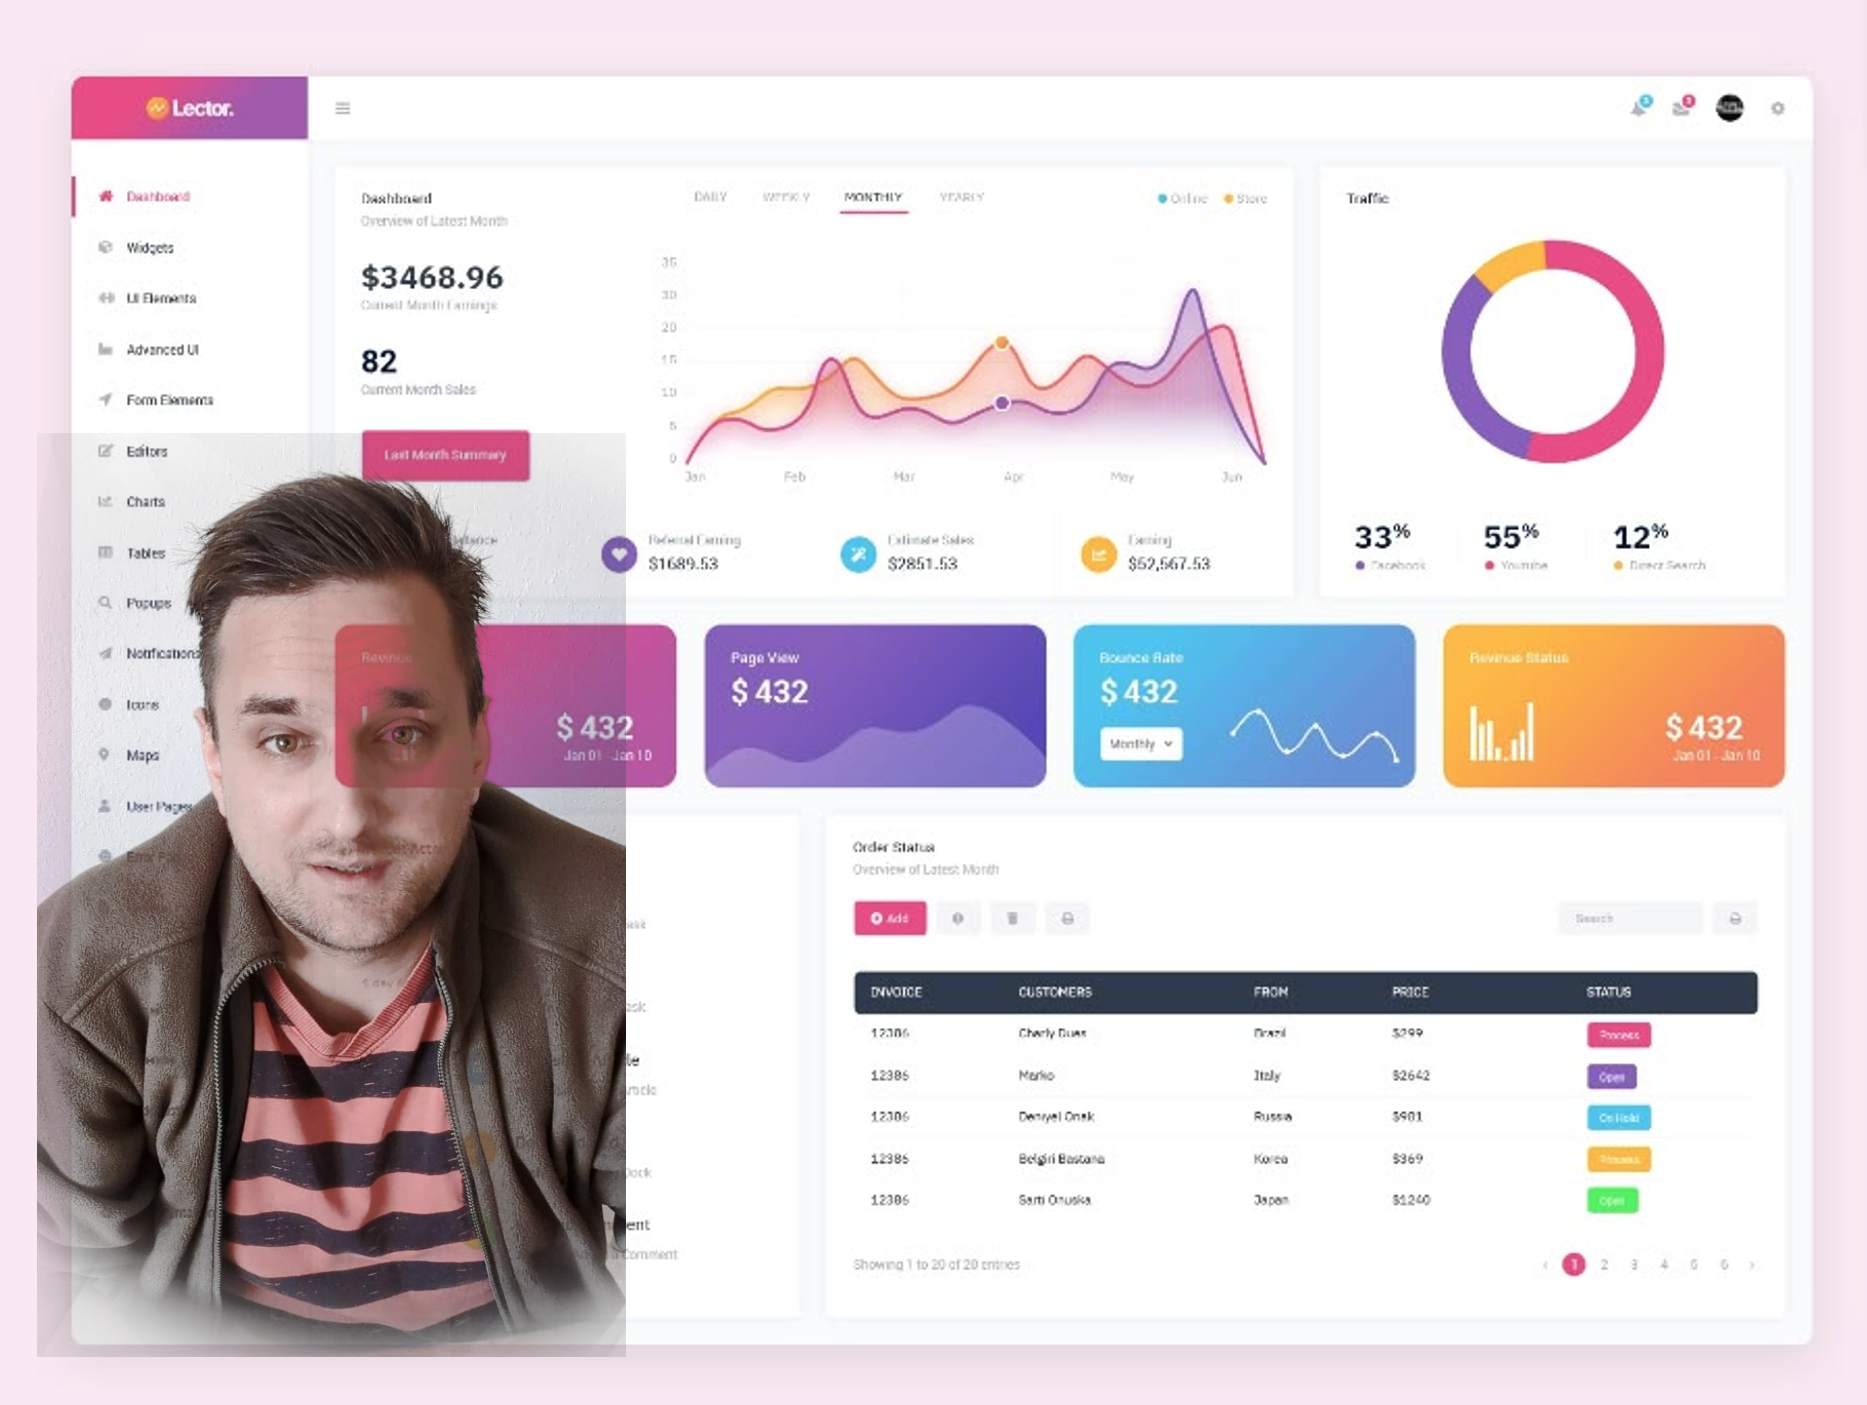 Lector.
Dashboard
Widgets
UI Elements
Advanced UI
Form Elements
Editors
Charts
Tables
Popups
Notifications
Icons
Maps
User Pages
Dashboard
Overview of Latest Month
DAILY WEEKLY MONTHLY YEARLY
Online Store
$3468.96
Current Month Earnings
82
Current Month Sales
Last Month Summary
35
30
20
15
10
5
0
Jan Feb Mar Apr May Jun
Referral Earning
$1689.53
Estimate Sales
$2851.53
Earning
$52,567.53
Traffic
33% 55% 12%
Facebook Youtube Direct Search
Revenue
$ 432
Jan 01 - Jan 10
Page View
$ 432
Bounce Rate
$ 432
Monthly
Revinue Status
$ 432
Jan 01 - Jan 10
Comment
Order Status
Overview of Latest Month
Add
Search
INVOICE CUSTOMERS FROM PRICE STATUS
12386 Charly Dues Brazil $299 Process
12386 Marko Italy $2642 Open
12386 Deniyel Onak Russia $981 On Hold
12386 Belgiri Bastana Korea $369 Process
12386 Sarti Onuska Japan $1240 Open
Showing 1 to 20 of 20 entries
1 2 3 4 5 6